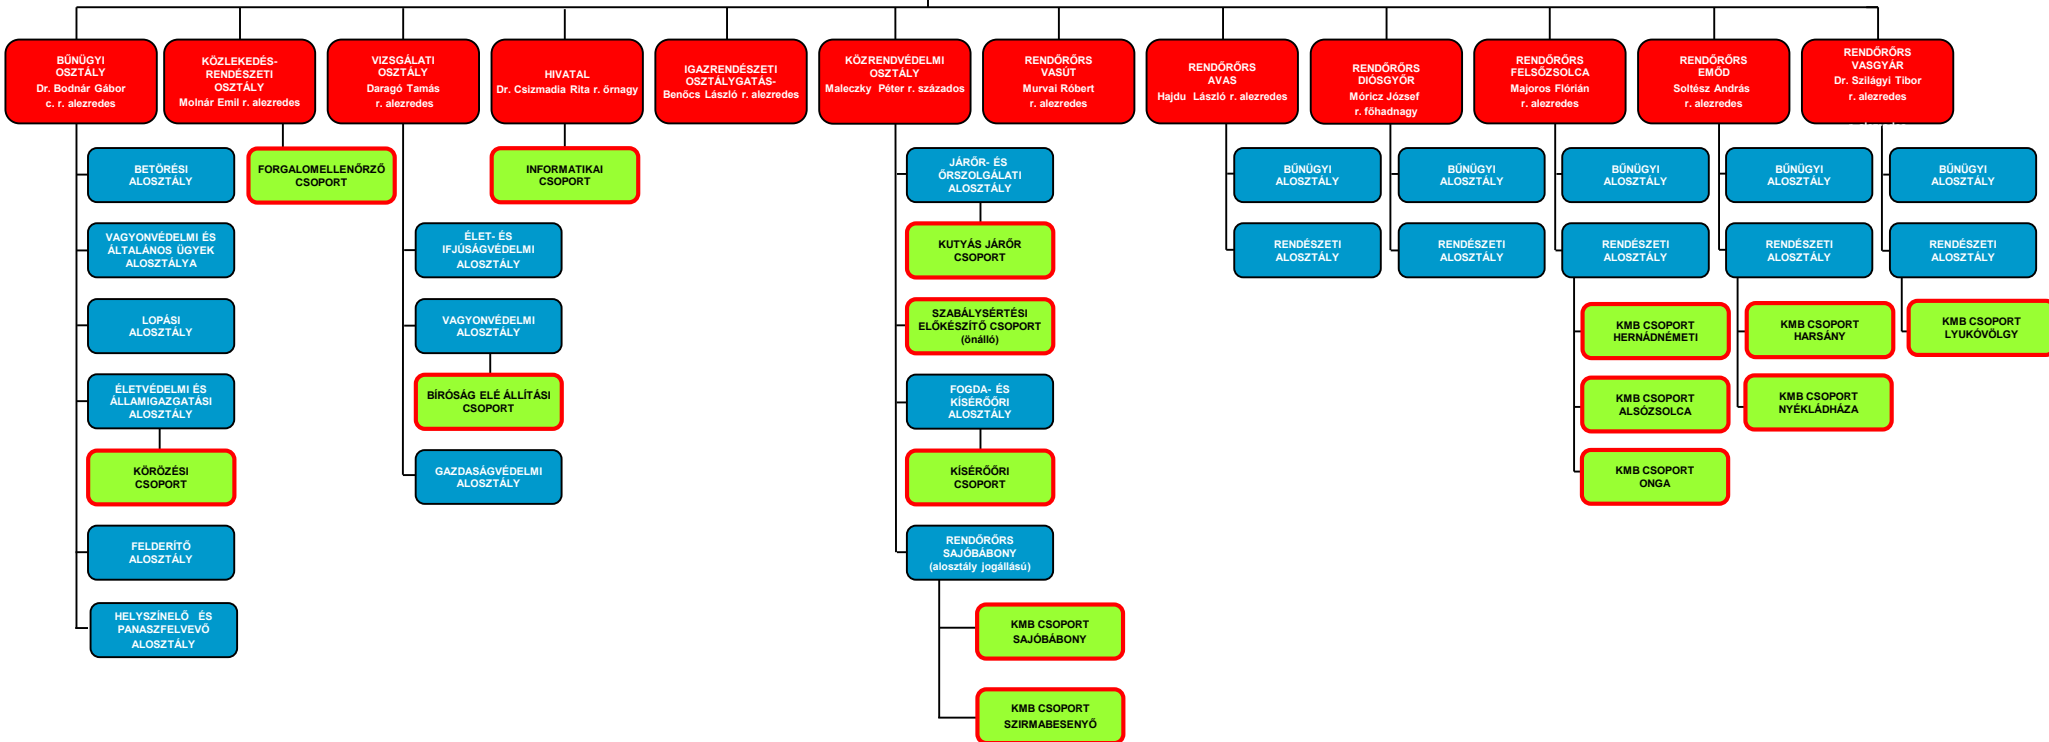 BŰNÜGYI
OSZTÁLY
Dr. Bodnár Gábor
c. r. alezredes
KÖZLEKEDÉS-
RENDÉSZETI
OSZTÁLY
Molnár Emil r. alezredes
VIZSGÁLATI
OSZTÁLY
Daragó Tamás
r. alezredes
HIVATAL
Dr. Csizmadia Rita r. őrnagy
IGAZRENDÉSZETI
OSZTÁLYGATÁS-
Benőcs László r. alezredes
KÖZRENDVÉDELMI
OSZTÁLY
Maleczky Péter r. százados
RENDŐRŐRS
VASÚT
Murvai Róbert
r. alezredes
RENDŐRŐRS
AVAS
Hajdu László r. alezredes
RENDŐRŐRS
DIÓSGYŐR
Móricz József
r. főhadnagy
RENDŐRŐRS
FELSŐZSOLCA
Majoros Flórián
r. alezredes
RENDŐRŐRS
EMŐD
Soltész András
r. alezredes
RENDŐRŐRS
VASGYÁR
Dr. Szilágyi Tibor
r. alezredes
BETÖRÉSI
ALOSZTÁLY
VAGYONVÉDELMI ÉS
ÁLTALÁNOS ÜGYEK
ALOSZTÁLYA
LOPÁSI
ALOSZTÁLY
ÉLETVÉDELMI ÉS
ÁLLAMIGAZGATÁSI
ALOSZTÁLY
KÖRÖZÉSI
CSOPORT
FELDERÍTŐ
ALOSZTÁLY
HELYSZÍNELŐ ÉS
PANASZFELVEVŐ
ALOSZTÁLY
FORGALOMELLENŐRZŐ
CSOPORT
ÉLET- ÉS
IFJÚSÁGVÉDELMI
ALOSZTÁLY
VAGYONVÉDELMI
ALOSZTÁLY
BÍRÓSÁG ELÉ ÁLLÍTÁSI
CSOPORT
GAZDASÁGVÉDELMI
ALOSZTÁLY
INFORMATIKAI
CSOPORT
JÁRŐR- ÉS
ŐRSZOLGÁLATI
ALOSZTÁLY
KUTYÁS JÁRŐR
CSOPORT
SZABÁLYSÉRTÉSI
ELŐKÉSZÍTŐ CSOPORT
(önálló)
FOGDA- ÉS
KÍSÉRŐŐRI
ALOSZTÁLY
KÍSÉRŐŐRI
CSOPORT
RENDŐRŐRS
SAJÓBÁBONY
(alosztály jogállású)
KMB CSOPORT
SAJÓBÁBONY
KMB CSOPORT
SZIRMABESENYŐ
BŰNÜGYI
ALOSZTÁLY
RENDÉSZETI
ALOSZTÁLY
BŰNÜGYI
ALOSZTÁLY
RENDÉSZETI
ALOSZTÁLY
BŰNÜGYI
ALOSZTÁLY
RENDÉSZETI
ALOSZTÁLY
KMB CSOPORT
HERNÁDNÉMETI
KMB CSOPORT
ALSÓZSOLCA
KMB CSOPORT
ONGA
BŰNÜGYI
ALOSZTÁLY
RENDÉSZETI
ALOSZTÁLY
KMB CSOPORT
HARSÁNY
KMB CSOPORT
NYÉKLÁDHÁZA
BŰNÜGYI
ALOSZTÁLY
RENDÉSZETI
ALOSZTÁLY
KMB CSOPORT
LYUKÓVÖLGY